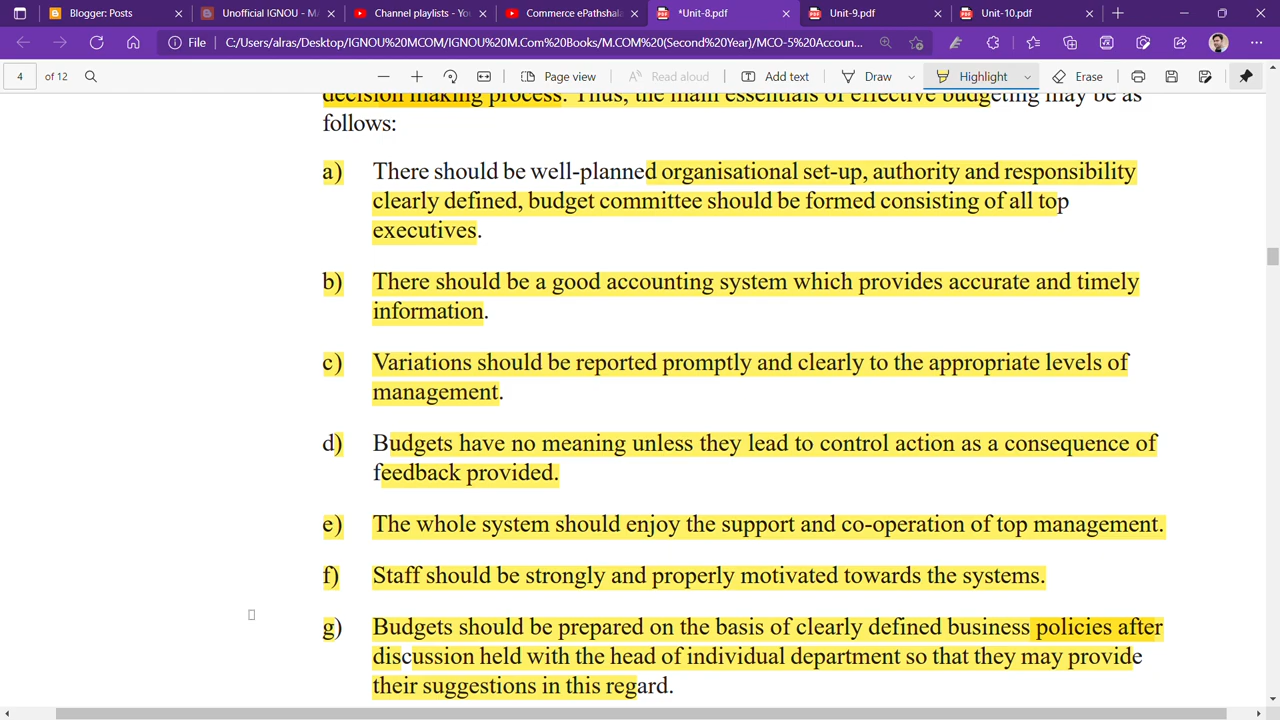 Blogger: Posts
Unofficial IGNOU - M
Channel playlists - Yo
Commerce ePathshala
*Unit-8.pdf
Unit-9.pdf
Unit-10.pdf
File
C:/Users/alras/Desktop/IGNOU%20MCOM/IGNOU%20M.Com%20Books/M.COM%20(Second%20Year)/MCO-5%20Accoun...
4 of 12
Page view
Read aloud
Add text
Draw
Highlight
Erase
decision making process. Thus, the main essentials of effective budgeting may be as
follows:
a) There should be well-planned organisational set-up, authority and responsibility
clearly defined, budget committee should be formed consisting of all top
executives.
b) There should be a good accounting system which provides accurate and timely
information.
c) Variations should be reported promptly and clearly to the appropriate levels of
management.
d) Budgets have no meaning unless they lead to control action as a consequence of
feedback provided.
e) The whole system should enjoy the support and co-operation of top management.
f) Staff should be strongly and properly motivated towards the systems.
g) Budgets should be prepared on the basis of clearly defined business policies after
discussion held with the head of individual department so that they may provide
their suggestions in this regard.